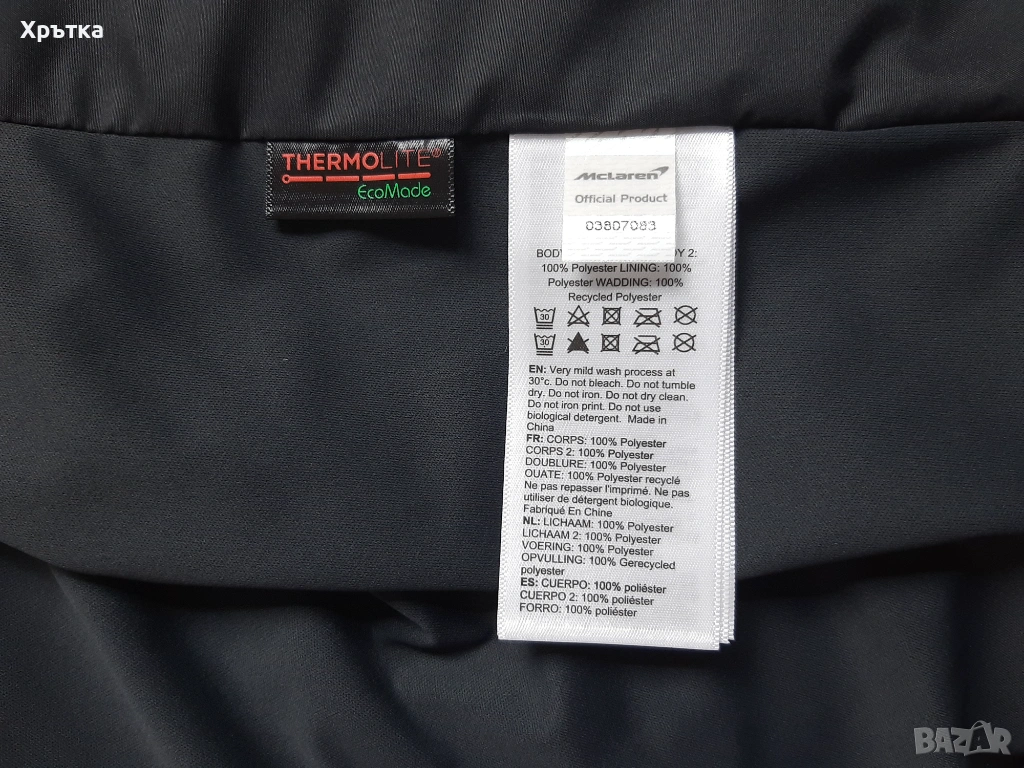 Хрътка
THERMOLITE®
EcoMade
McLaren
Official Product
03807083
2:
100% Polyester LINING: 100%
Polyester WADDING: 100%
Recycled Polyester
30
30
EN: Very mild wash process at
30°c. Do not bleach. Do not tumble
dry. Do not iron. Do not dry clean.
Do not iron print. Do not use
biological detergent. Made in
China
FR: CORPS: 100% Polyester
CORPS 2: 100% Polyester
DOUBLURE: 100% Polyester
OUATE: 100% Polyester recyclé
Ne pas repasser l'imprimé. Ne pas
utiliser de détergent biologique.
Fabriqué En Chine
NL: LICHAAM: 100% Polyester
LICHAAM 2: 100% Polyester
VOERING: 100% Polyester
OPVULLING: 100% Gerecycled
polyester
ES: CUERPO: 100% poliéster
CUERPO 2: 100% poliéster
FORRO: 100% poliéster
BAZAR